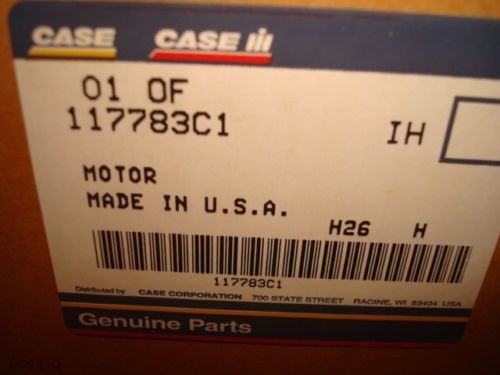 CASE CASE IH
01 OF
117783C1 IH
MOTOR
MADE IN U.S.A.
H26 H
117783C1
Distributed by CASE CORPORATION 700 STATE STREET RACINE, WI 53404 USA
Genuine Parts